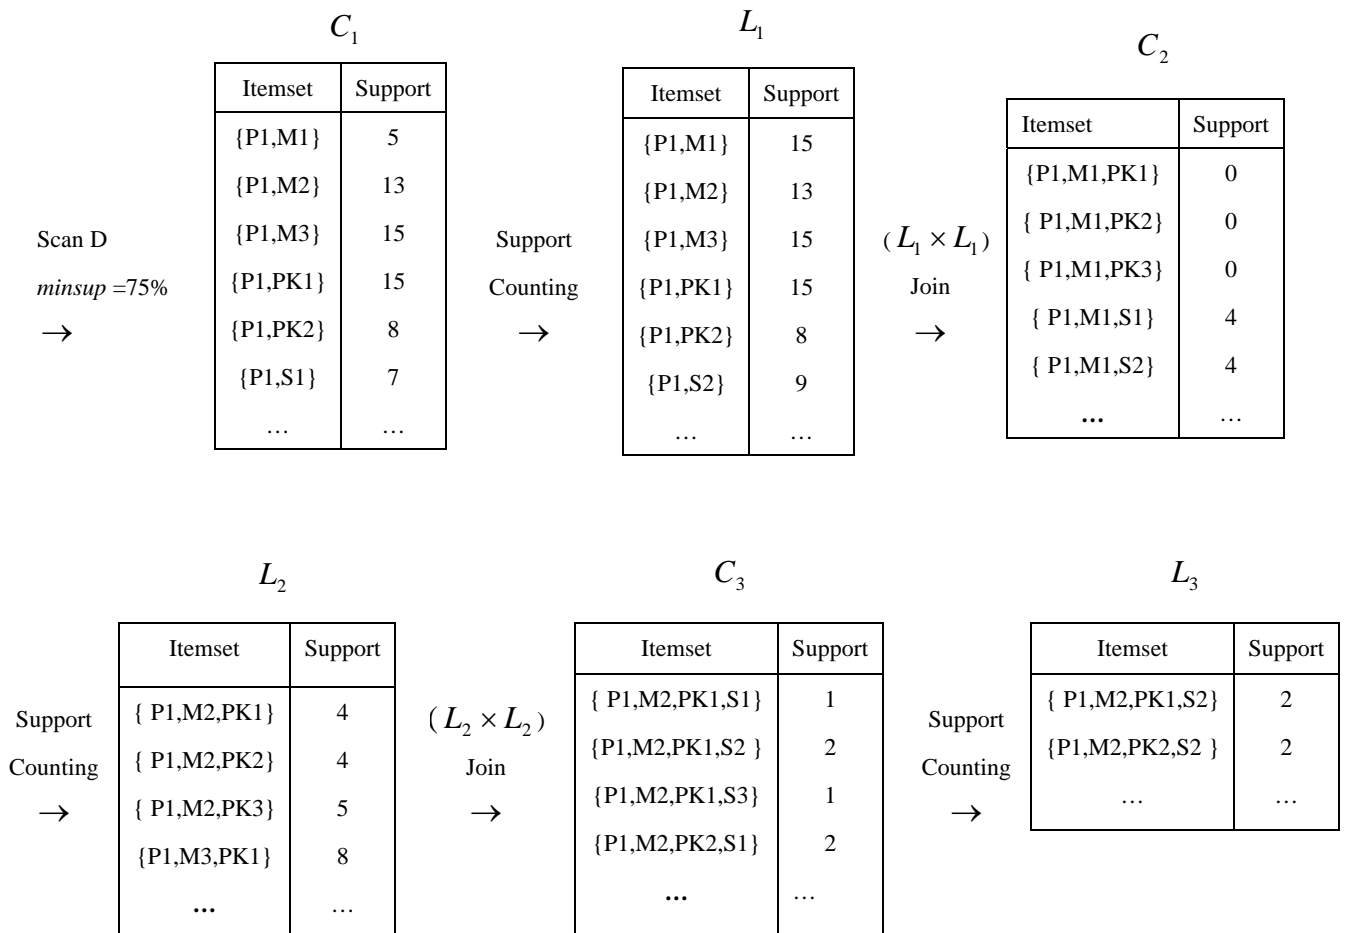 C1
Itemset Support
{P1,M1} 5
{P1,M2} 13
{P1,M3} 15
{P1,PK1} 15
{P1,PK2} 8
{P1,S1} 7
… …
Scan D
minsup =75%
→
L1
Itemset Support
{P1,M1} 15
{P1,M2} 13
{P1,M3} 15
{P1,PK1} 15
{P1,PK2} 8
{P1,S2} 9
… …
Support
Counting
→
C2
Itemset Support
{P1,M1,PK1} 0
{ P1,M1,PK2} 0
{ P1,M1,PK3} 0
{ P1,M1,S1} 4
{ P1,M1,S2} 4
... …
( L1 × L1 )
Join
→
L2
Itemset Support
{ P1,M2,PK1} 4
{ P1,M2,PK2} 4
{ P1,M2,PK3} 5
{P1,M3,PK1} 8
... …
Support
Counting
→
C3
Itemset Support
{ P1,M2,PK1,S1} 1
{P1,M2,PK1,S2 } 2
{P1,M2,PK1,S3} 1
{P1,M2,PK2,S1} 2
... …
( L2 × L2 )
Join
→
L3
Itemset Support
{ P1,M2,PK1,S2} 2
{P1,M2,PK2,S2 } 2
… …
Support
Counting
→